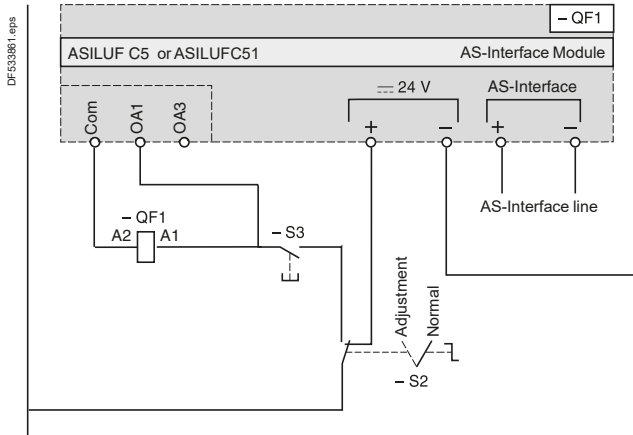 DF533861.eps
– QF1
ASILUF C5 or ASILUFC51 AS-Interface Module
Com
OA1
OA3
24 V
AS-Interface
+ – + –
AS-Interface line
– QF1
A2 A1
– S3
Adjustment
Normal
– S2